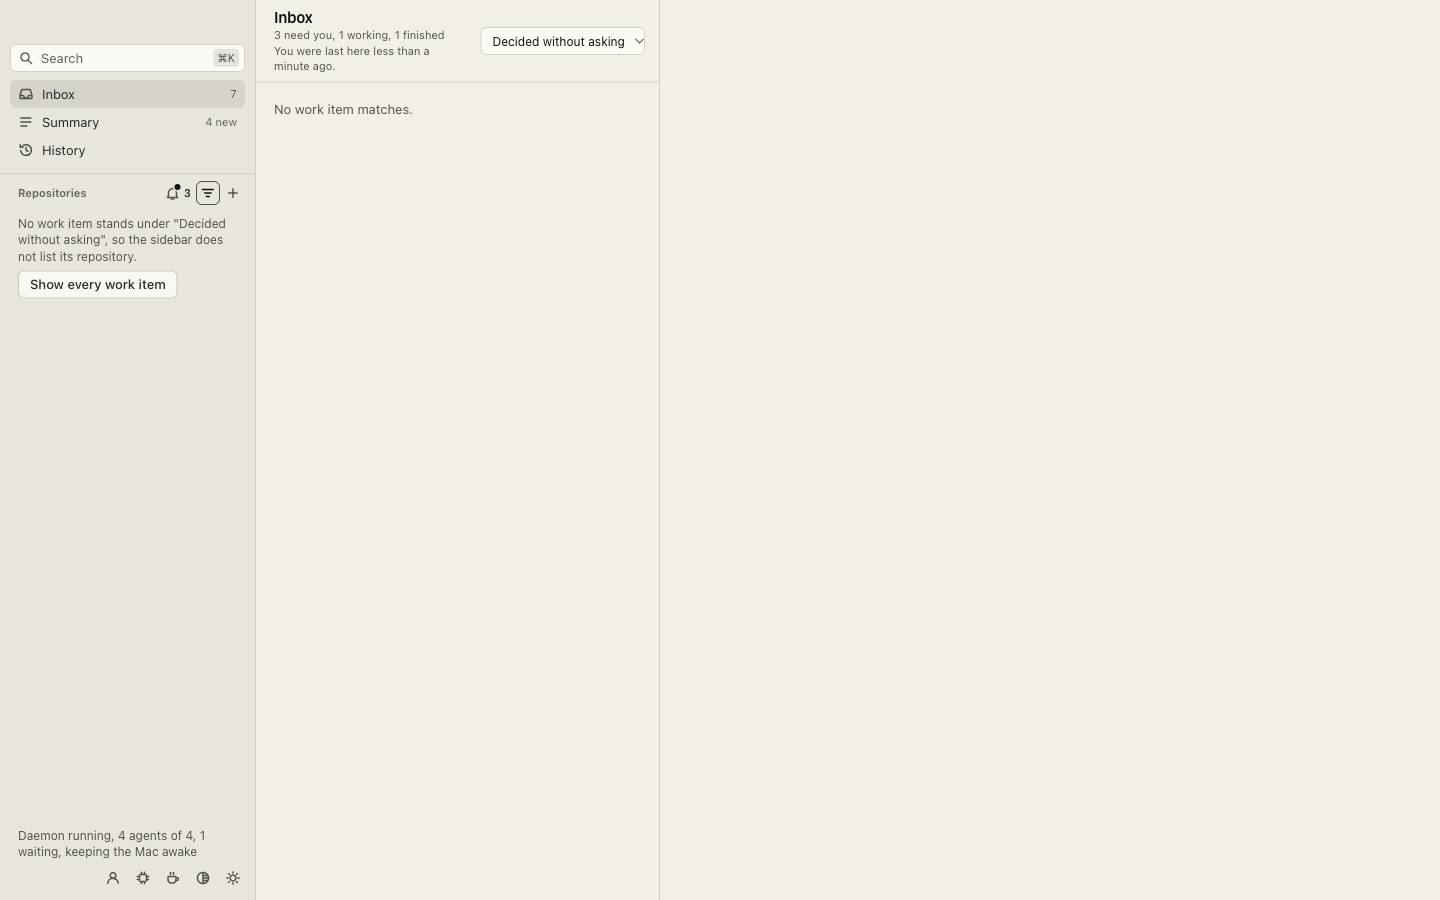 Search ⌘K
Inbox 7
Summary 4 new
History
Repositories 3
No work item stands under "Decided
without asking", so the sidebar does
not list its repository.
Show every work item
Daemon running, 4 agents of 4, 1
waiting, keeping the Mac awake
Inbox
3 need you, 1 working, 1 finished
You were last here less than a
minute ago.
Decided without asking
No work item matches.